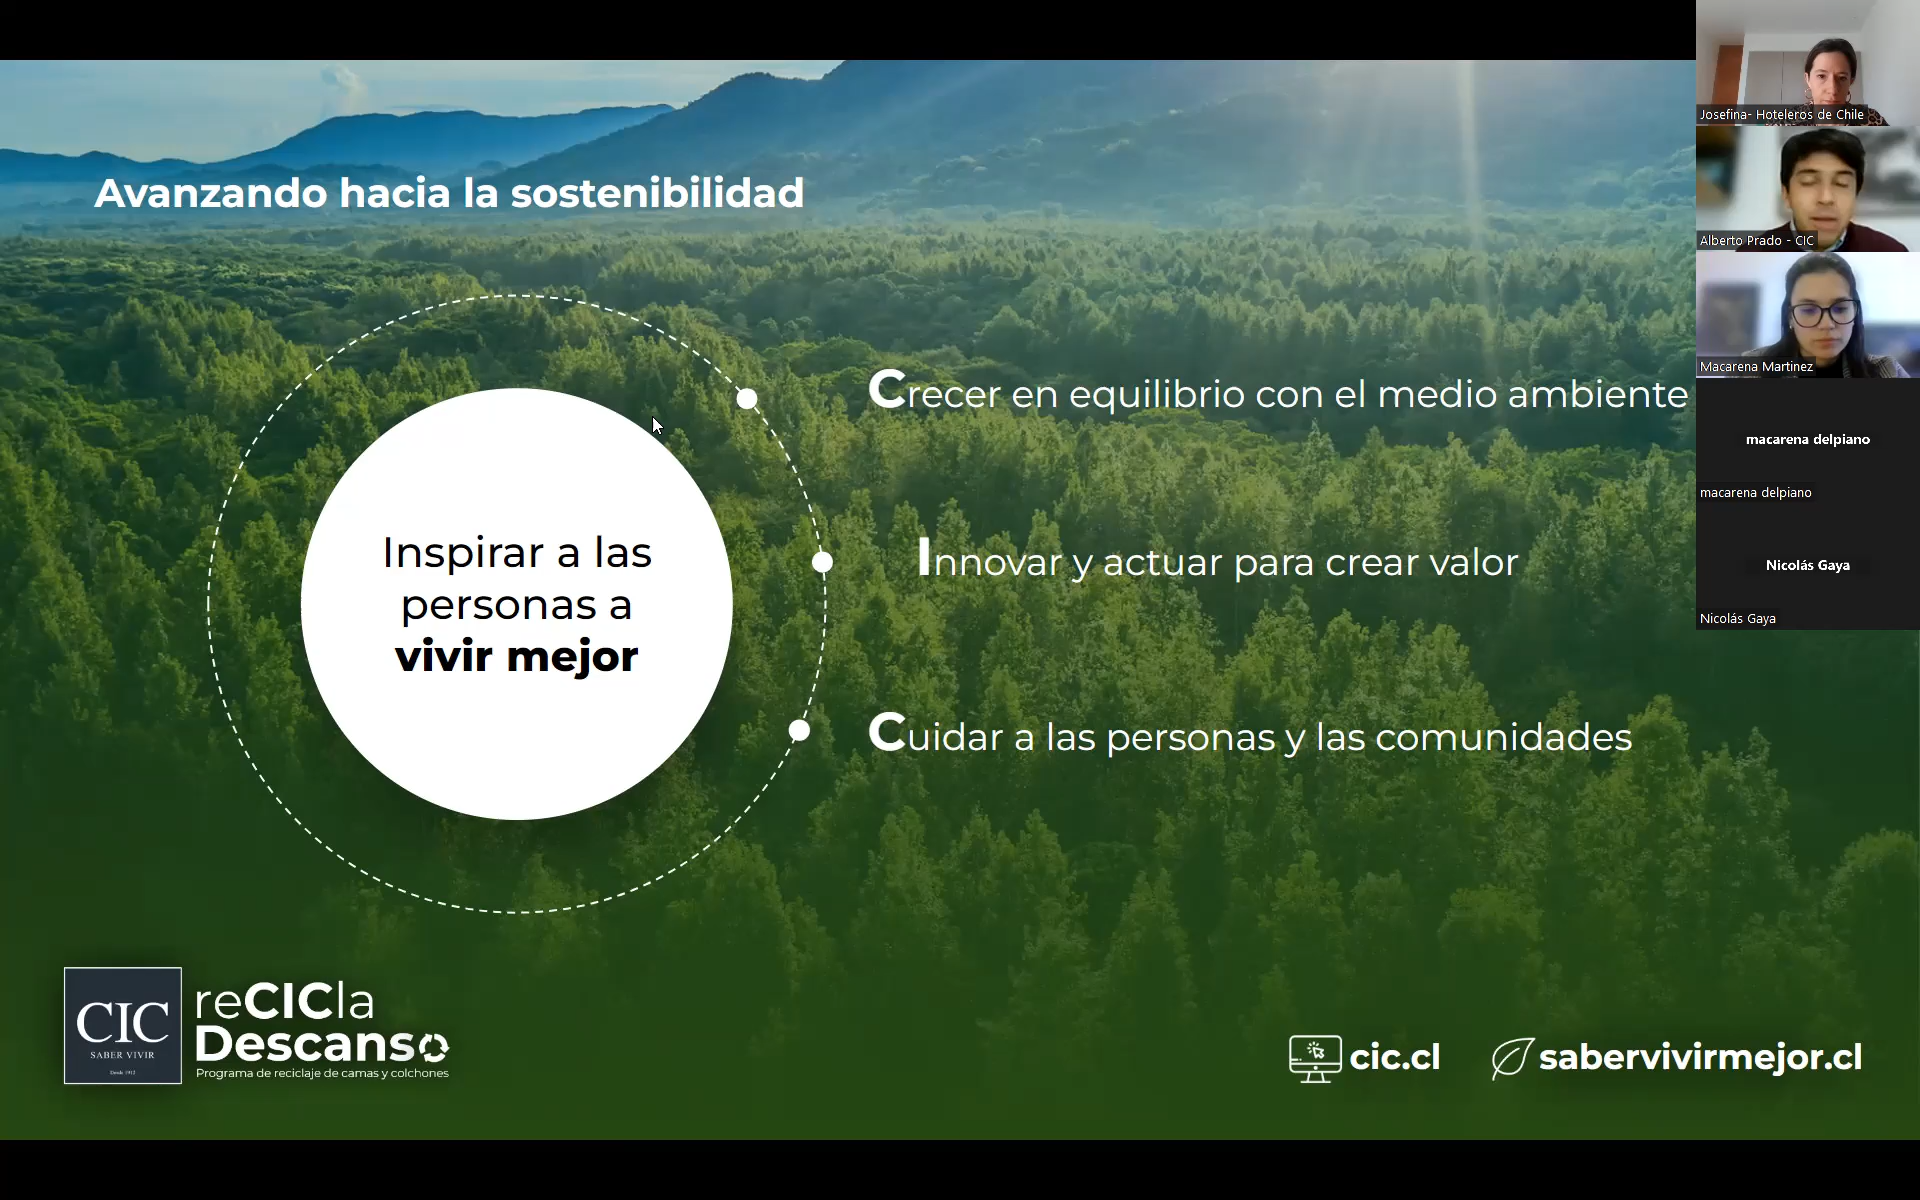 Avanzando hacia la sostenibilidad
Inspirar a las
personas a
vivir mejor
Crecer en equilibrio con el medio ambiente
Innovar y actuar para crear valor
Cuidar a las personas y las comunidades
CIC
SABER VIVIR
Desde 1912
reCICla
Descanso
Programa de reciclaje de camas y colchones
cic.cl
sabervivirmejor.cl
Josefina- Hoteleros de Chile
Alberto Prado - CIC
Macarena Martinez
macarena delpiano
macarena delpiano
Nicolás Gaya
Nicolás Gaya